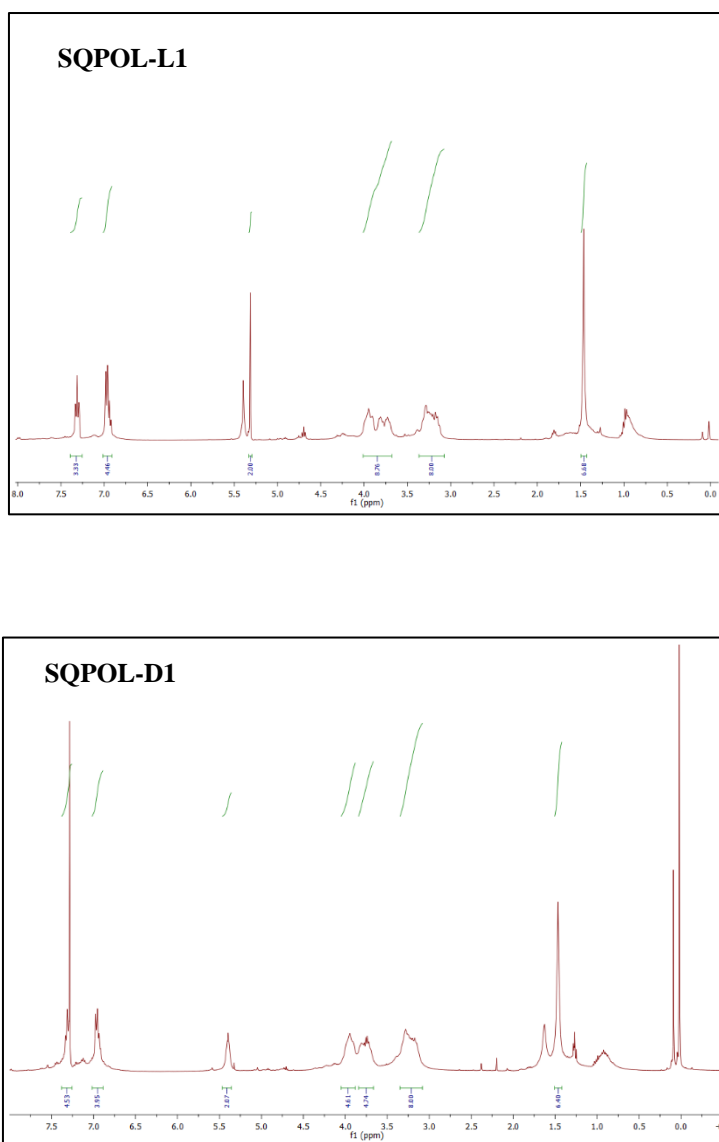 SQPOL-L1
3.33 4.46 2.00 8.76 8.00 6.68
8.0 7.5 7.0 6.5 6.0 5.5 5.0 4.5 4.0 3.5 3.0 2.5 2.0 1.5 1.0 0.5 0.0
f1 (ppm)
SQPOL-D1
4.53 3.95 2.07 4.61 4.74 8.00 6.40
7.5 7.0 6.5 6.0 5.5 5.0 4.5 4.0 3.5 3.0 2.5 2.0 1.5 1.0 0.5 0.0
f1 (ppm)